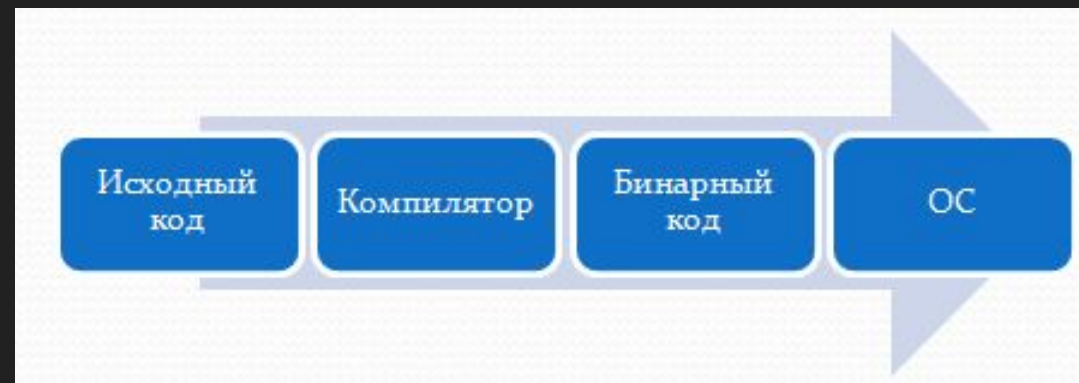 Исходный
код
Компилятор
Бинарный
код
ОС